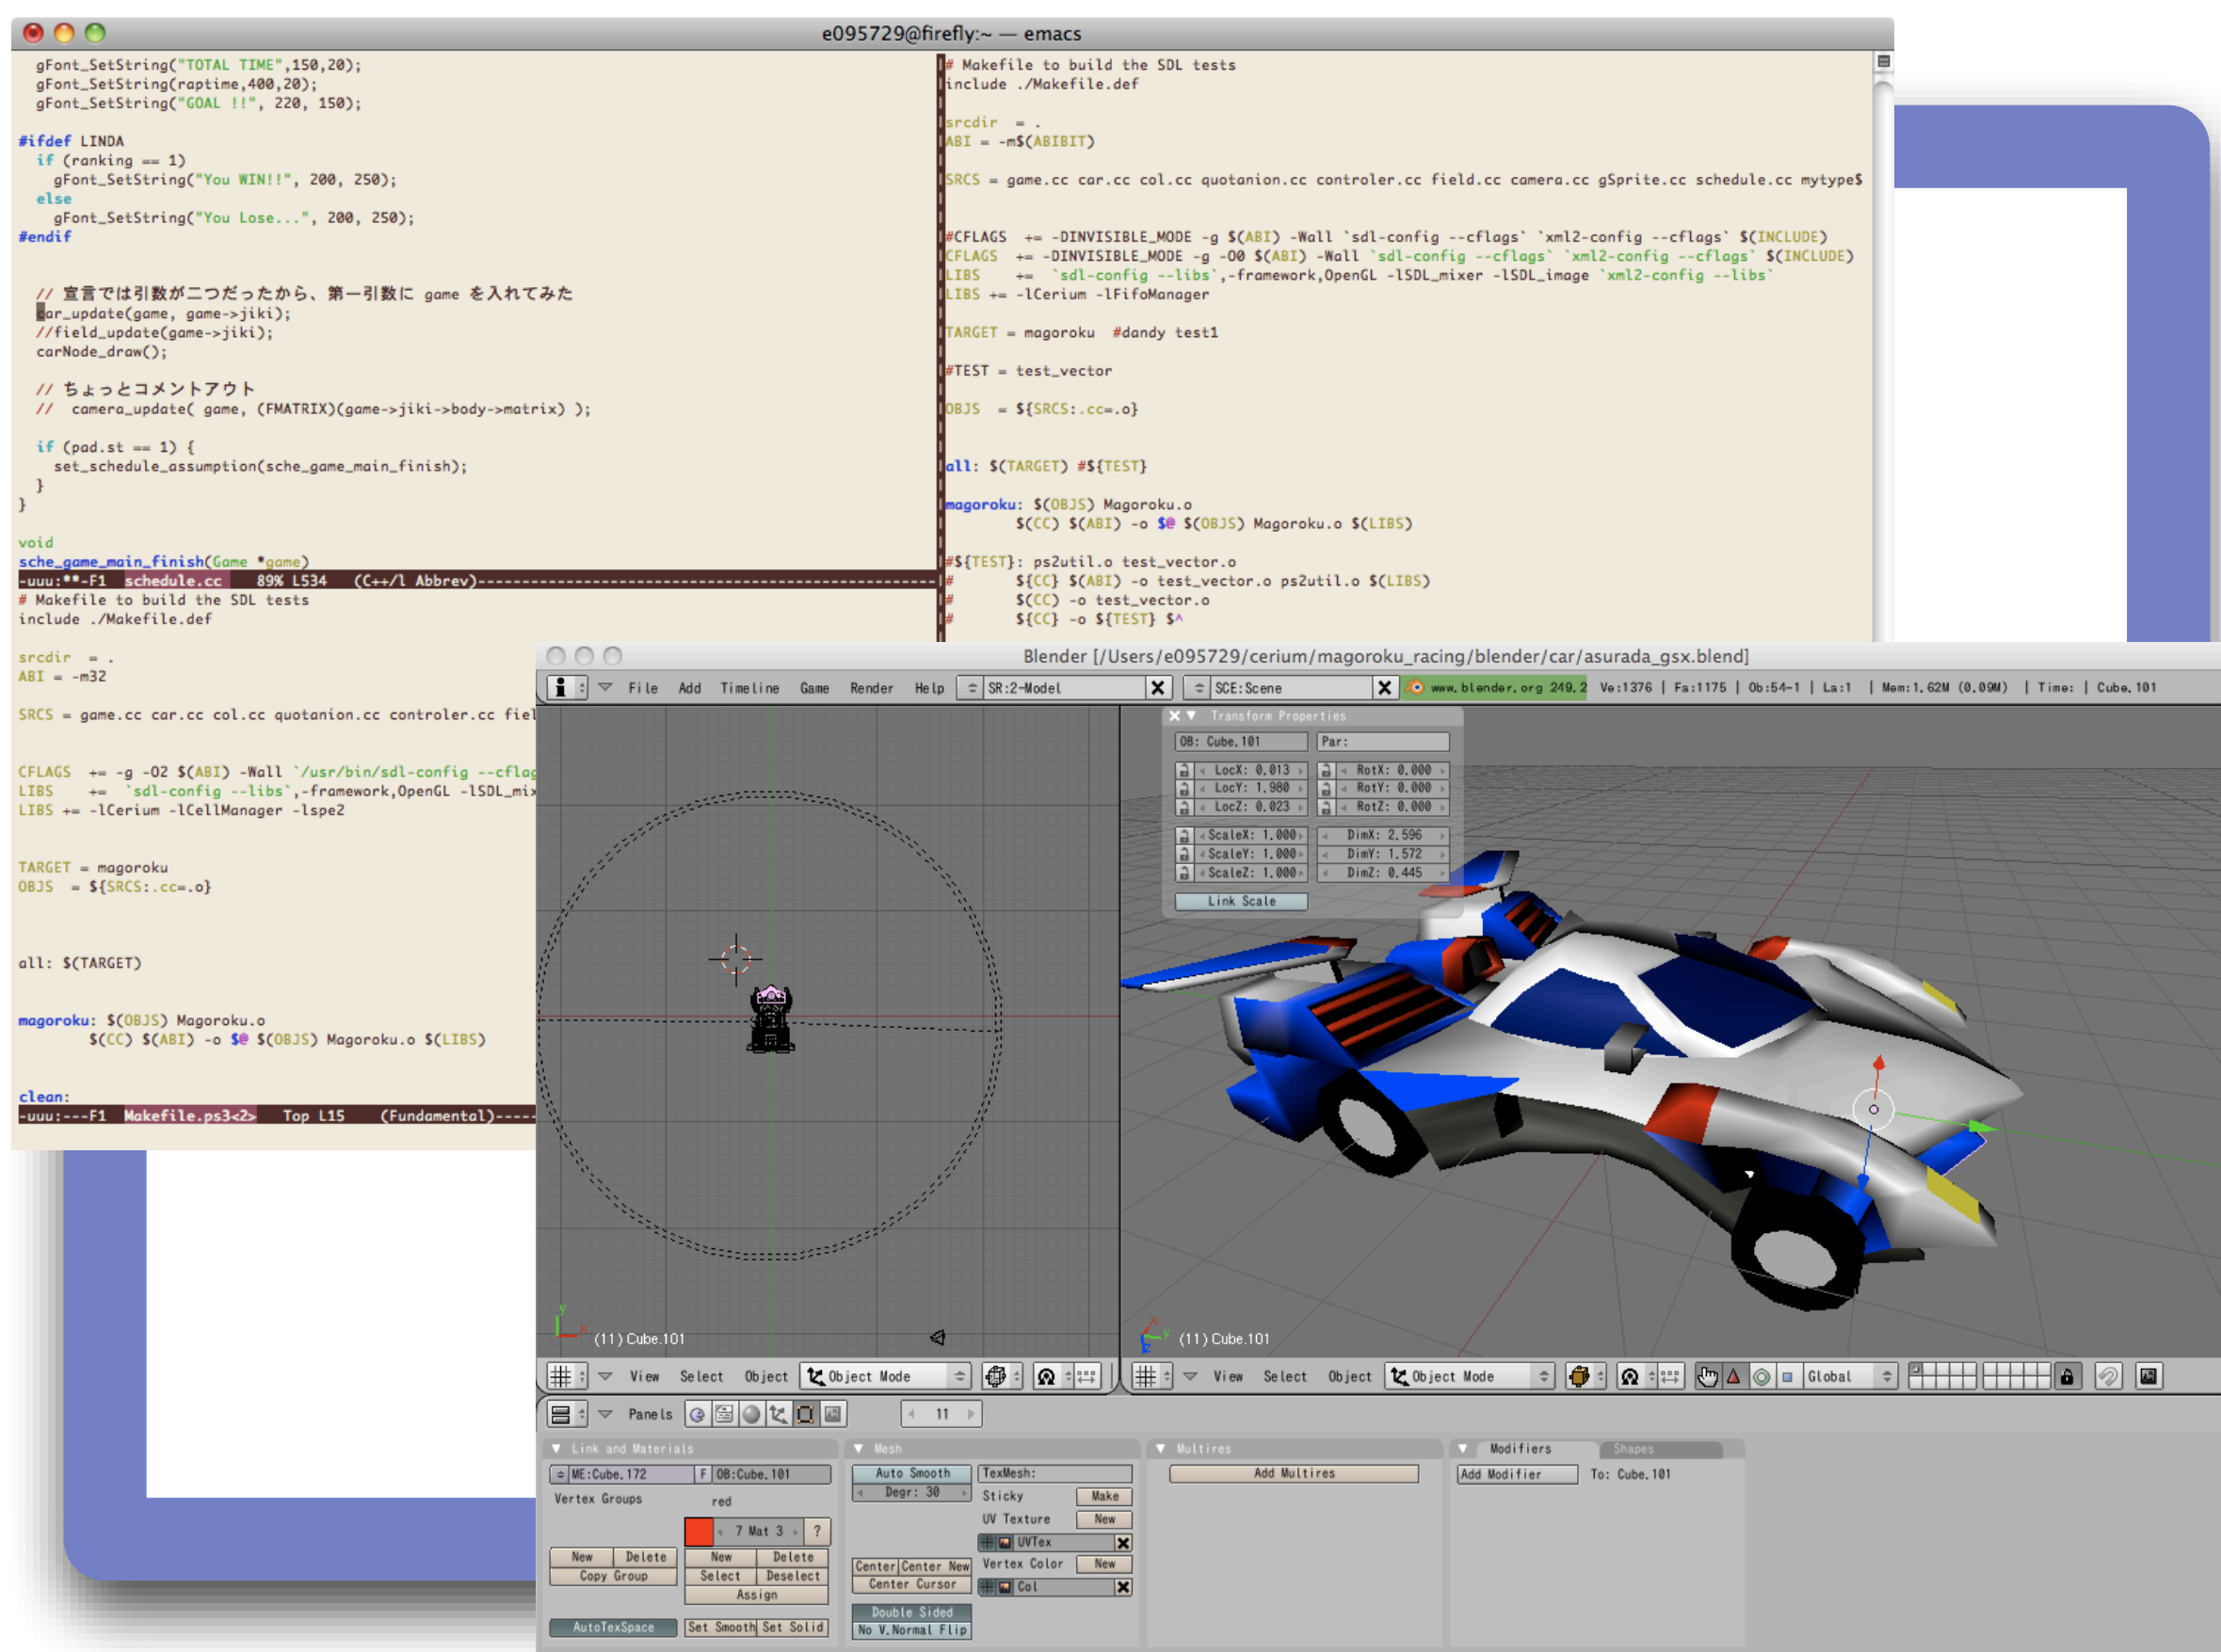 e095729@firefly:~ — emacs
gFont_SetString("TOTAL TIME",150,20);
gFont_SetString(raptime,400,20);
gFont_SetString("GOAL !!", 220, 150);
#ifdef LINDA
if (ranking == 1)
gFont_SetString("You WIN!!", 200, 250);
else
gFont_SetString("You Lose...", 200, 250);
#endif
// 宣言では引数が二つだったから、第一引数に game を入れてみた
car_update(game, game->jiki);
//field_update(game->jiki);
carNode_draw();
// ちょっとコメントアウト
//  camera_update( game, (FMATRIX)(game->jiki->body->matrix) );
if (pad.st == 1) {
set_schedule_assumption(sche_game_main_finish);
}
}
void
sche_game_main_finish(Game *game)
-uuu:**-F1  schedule.cc    89% L534   (C++/l Abbrev)----------------------------------------------------
# Makefile to build the SDL tests
include ./Makefile.def
srcdir  = .
ABI = -m32
SRCS = game.cc car.cc col.cc quotanion.cc controler.cc fiel
CFLAGS  += -g -O2 $(ABI) -Wall `/usr/bin/sdl-config --cflag
LIBS    +=  `sdl-config --libs`,-framework,OpenGL -lSDL_mix
LIBS += -lCerium -lCellManager -lspe2
TARGET = magoroku
OBJS  = ${SRCS:.cc=.o}
all: $(TARGET)
magoroku: $(OBJS) Magoroku.o
$(CC) $(ABI) -o $@ $(OBJS) Magoroku.o $(LIBS)
clean:
-uuu:---F1  Makefile.ps3<2>   Top L15    (Fundamental)-----
# Makefile to build the SDL tests
include ./Makefile.def
srcdir  = .
ABI = -m$(ABIBIT)
SRCS = game.cc car.cc col.cc quotanion.cc controler.cc field.cc camera.cc gSprite.cc schedule.cc mytype$
#CFLAGS  += -DINVISIBLE_MODE -g $(ABI) -Wall `sdl-config --cflags` `xml2-config --cflags` $(INCLUDE)
CFLAGS  += -DINVISIBLE_MODE -g -O0 $(ABI) -Wall `sdl-config --cflags` `xml2-config --cflags` $(INCLUDE)
LIBS    +=  `sdl-config --libs`,-framework,OpenGL -lSDL_mixer -lSDL_image `xml2-config --libs`
LIBS += -lCerium -lFifoManager
TARGET = magoroku  #dandy test1
#TEST = test_vector
OBJS  = ${SRCS:.cc=.o}
all: $(TARGET) #${TEST}
magoroku: $(OBJS) Magoroku.o
$(CC) $(ABI) -o $@ $(OBJS) Magoroku.o $(LIBS)
#${TEST}: ps2util.o test_vector.o
#       ${CC} $(ABI) -o test_vector.o ps2util.o $(LIBS)
#       $(CC) -o test_vector.o
#       ${CC} -o ${TEST} $^
Blender [/Users/e095729/cerium/magoroku_racing/blender/car/asurada_gsx.blend]
File Add Timeline Game Render Help SR:2-Model SCE:Scene www.blender.org 249.2 Ve:1376 | Fa:1175 | Ob:54-1 | La:1 | Mem:1.62M (0.09M) | Time: | Cube.101
Transform Properties
OB: Cube.101 Par:
LocX: 0.013 RotX: 0.000
LocY: 1.980 RotY: 0.000
LocZ: 0.023 RotZ: 0.000
ScaleX: 1.000 DimX: 2.596
ScaleY: 1.000 DimY: 1.572
ScaleZ: 1.000 DimZ: 0.445
Link Scale
y
x
(11) Cube.101
x
y
z
(11) Cube.101
View Select Object Object Mode
View Select Object Object Mode Global
Panels 11
Link and Materials
ME:Cube.172 F OB:Cube.101
Vertex Groups red
7 Mat 3 ?
New Delete New Delete
Copy Group Select Deselect
Assign
AutoTexSpace Set Smooth Set Solid
Mesh
Auto Smooth TexMesh:
Degr: 30 Sticky Make
UV Texture New
UVTex
Center Center New Vertex Color New
Center Cursor Col
Double Sided
No V.Normal Flip
Multires
Add Multires
Modifiers Shapes
Add Modifier To: Cube.101